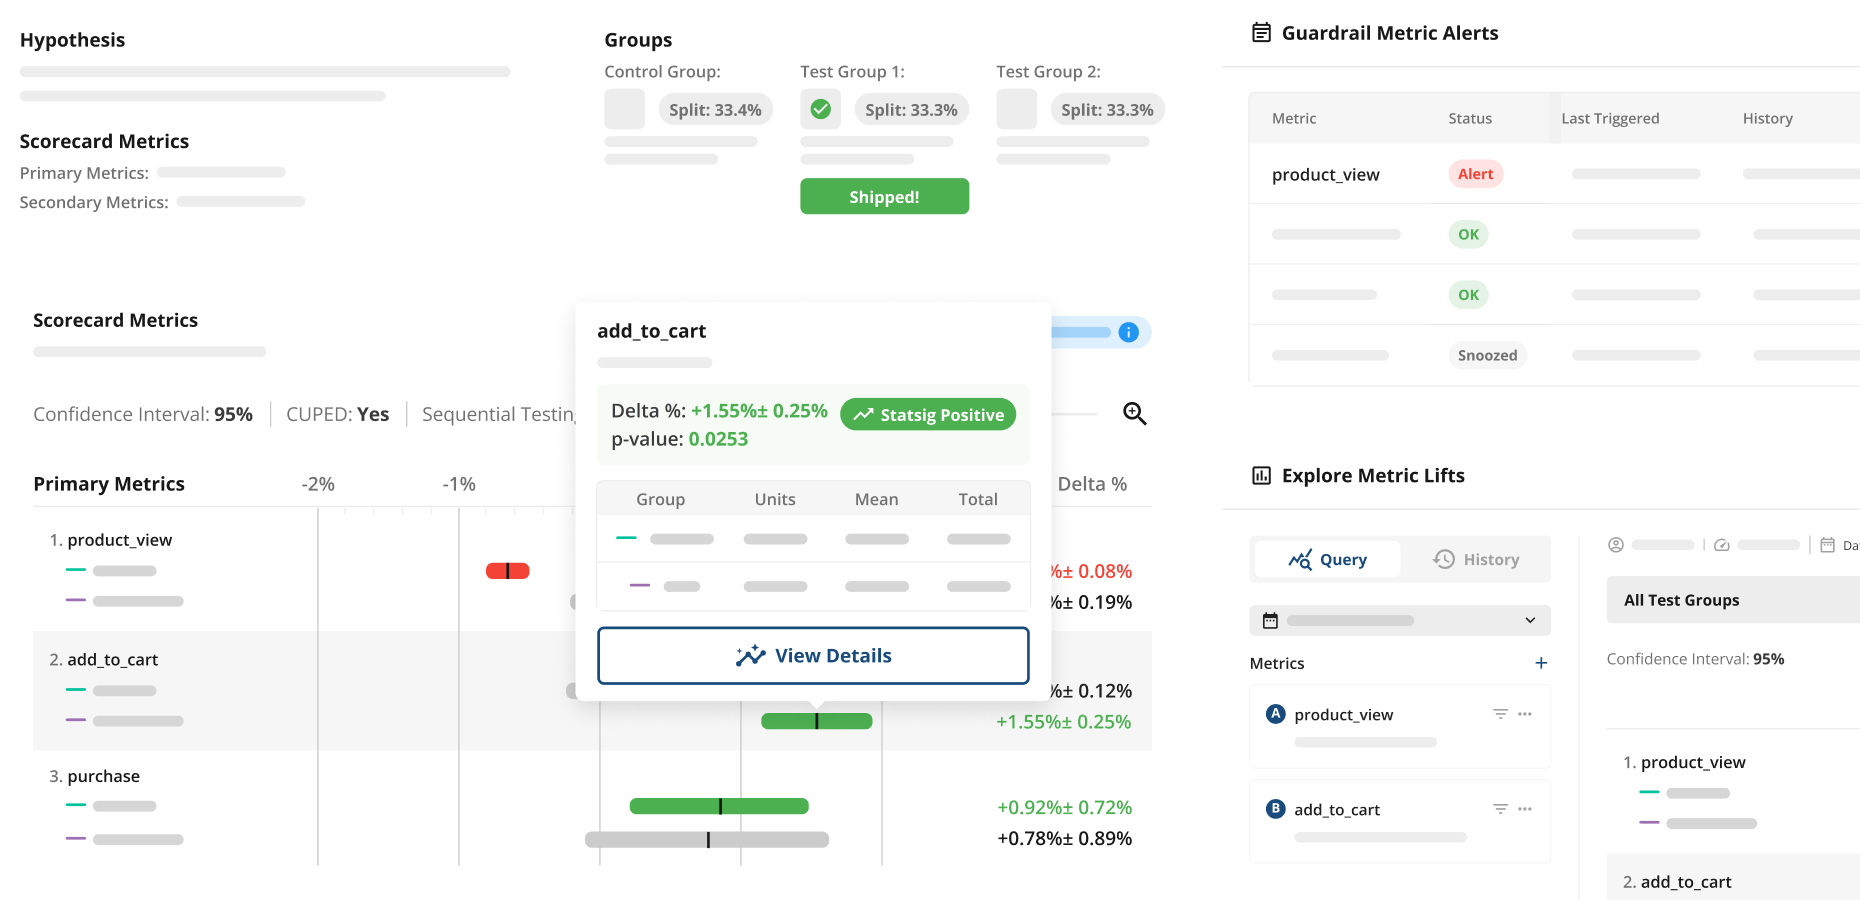 Hypothesis
Scorecard Metrics
Primary Metrics:
Secondary Metrics:
Groups
Control Group:
Split: 33.4%
Test Group 1:
Split: 33.3%
Shipped!
Test Group 2:
Split: 33.3%
Scorecard Metrics
Confidence Interval: 95%
CUPED: Yes
Sequential Testing
Primary Metrics
-2%
-1%
Delta %
1. product_view
%± 0.08%
%± 0.19%
2. add_to_cart
%± 0.12%
+1.55%± 0.25%
3. purchase
+0.92%± 0.72%
+0.78%± 0.89%
add_to_cart
Delta %: +1.55%± 0.25%
p-value: 0.0253
Statsig Positive
Group Units Mean Total
View Details
Guardrail Metric Alerts
Metric Status Last Triggered History
product_view Alert
OK
OK
Snoozed
Explore Metric Lifts
Query
History
Metrics
A product_view
B add_to_cart
Da
All Test Groups
Confidence Interval: 95%
1. product_view
2. add_to_cart